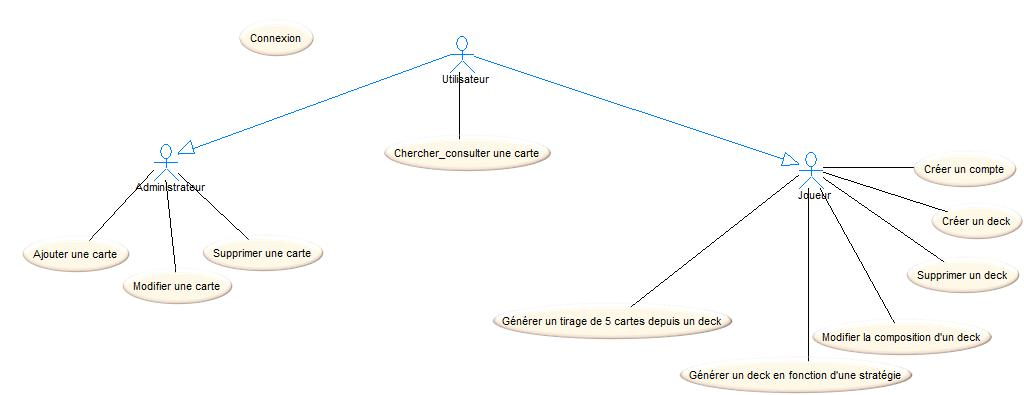 Connexion
Utilisateur
Chercher_consulter une carte
Administrateur
Joueur
Créer un compte
Créer un deck
Ajouter une carte
Supprimer une carte
Modifier une carte
Supprimer un deck
Générer un tirage de 5 cartes depuis un deck
Modifier la composition d'un deck
Générer un deck en fonction d'une stratégie